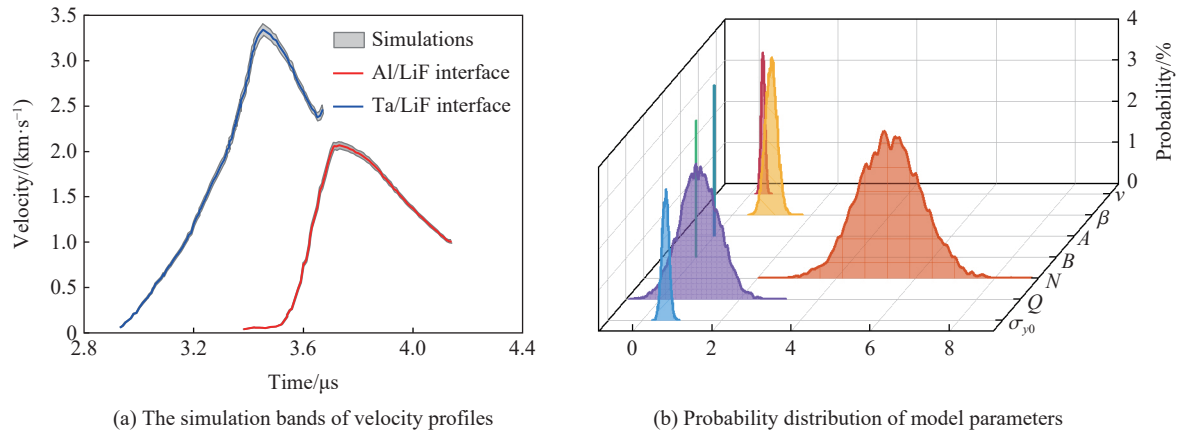 3.5
3.0
2.5
2.0
1.5
1.0
0.5
0
Velocity/(km·s⁻¹)
Simulations
Al/LiF interface
Ta/LiF interface
2.8 3.2 3.6 4.0 4.4
Time/μs
(a) The simulation bands of velocity profiles
4
3
2
1
0
Probability/%
γ
β
A
B
N
Q
σy0
0 2 4 6 8
(b) Probability distribution of model parameters